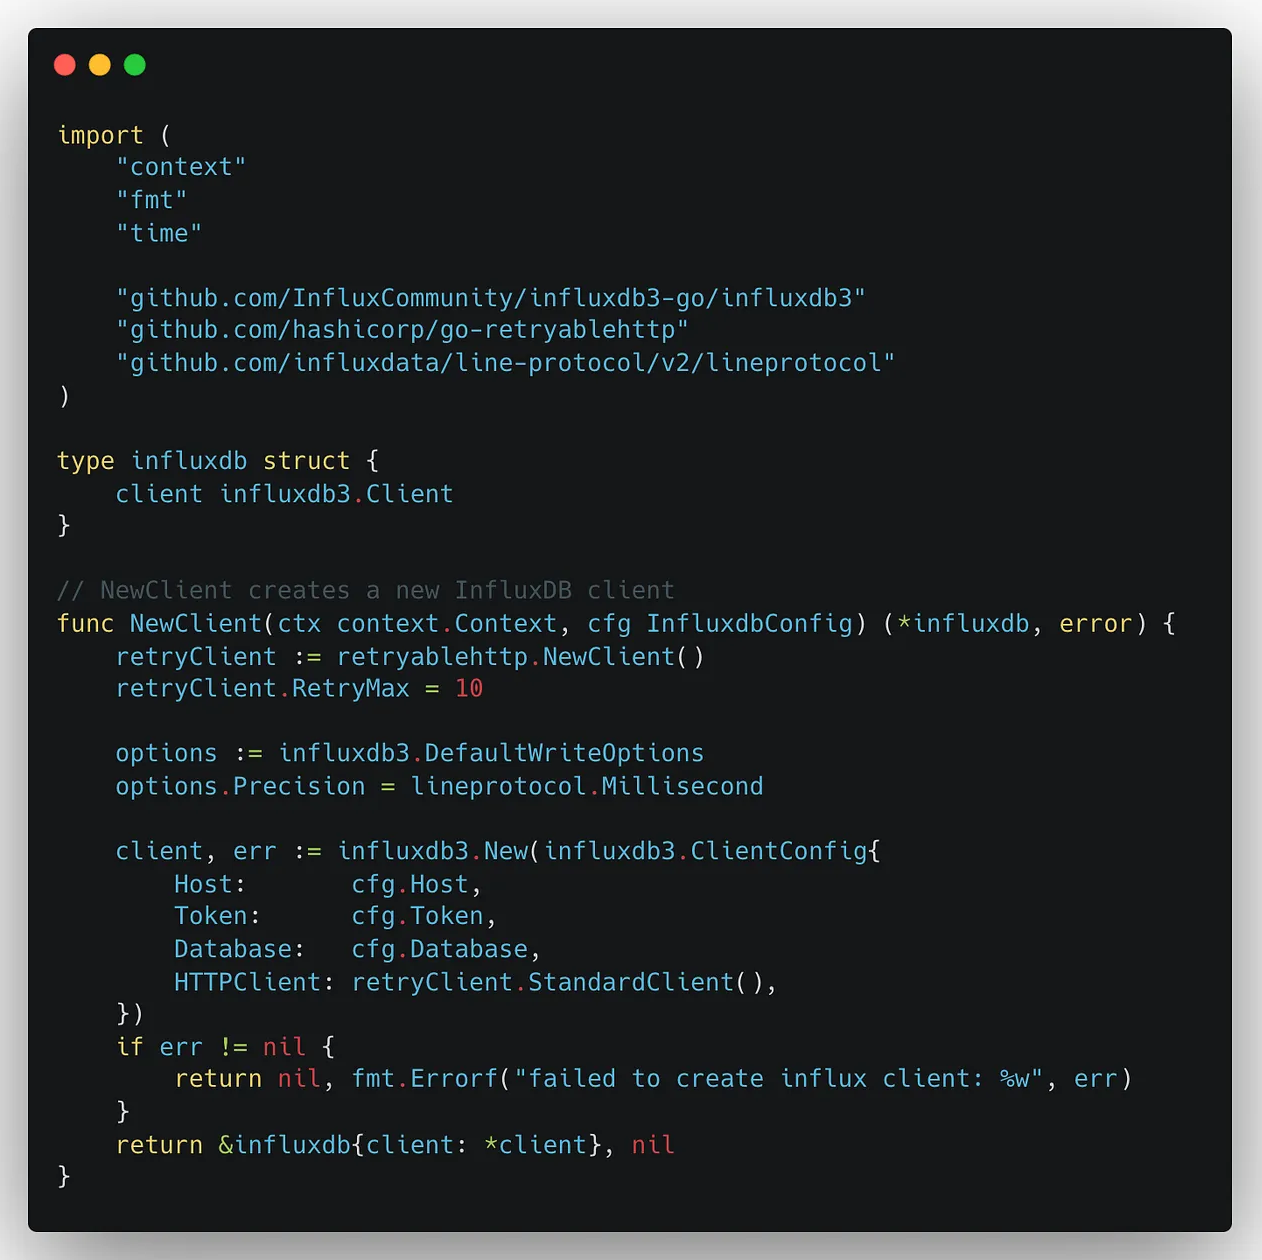 import (
    "context"
    "fmt"
    "time"

    "github.com/InfluxCommunity/influxdb3-go/influxdb3"
    "github.com/hashicorp/go-retryablehttp"
    "github.com/influxdata/line-protocol/v2/lineprotocol"
)

type influxdb struct {
    client influxdb3.Client
}

// NewClient creates a new InfluxDB client
func NewClient(ctx context.Context, cfg InfluxdbConfig) (*influxdb, error) {
    retryClient := retryablehttp.NewClient()
    retryClient.RetryMax = 10

    options := influxdb3.DefaultWriteOptions
    options.Precision = lineprotocol.Millisecond

    client, err := influxdb3.New(influxdb3.ClientConfig{
        Host:       cfg.Host,
        Token:      cfg.Token,
        Database:   cfg.Database,
        HTTPClient: retryClient.StandardClient(),
    })
    if err != nil {
        return nil, fmt.Errorf("failed to create influx client: %w", err)
    }
    return &influxdb{client: *client}, nil
}